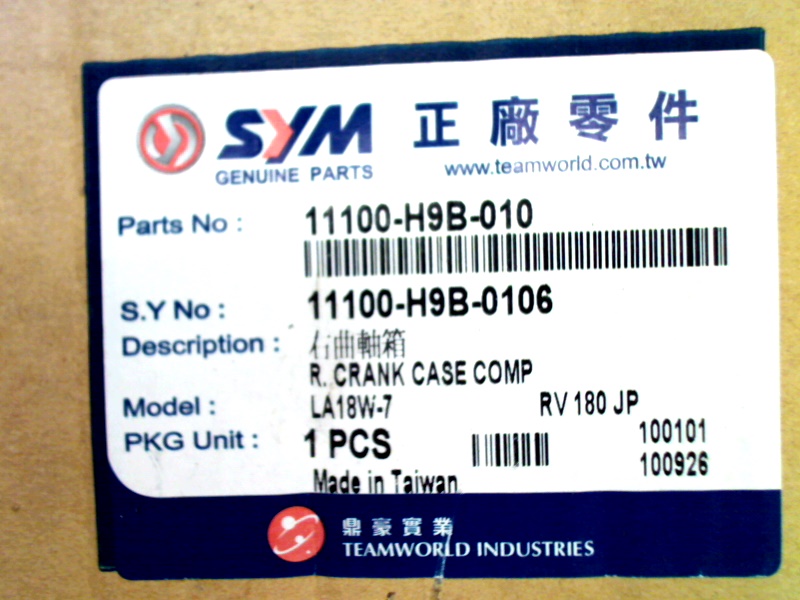 SYM 正廠零件
GENUINE PARTS www.teamworld.com.tw
Parts No : 11100-H9B-010
S.Y No : 11100-H9B-0106
Description : 右曲軸箱
R. CRANK CASE COMP
Model : LA18W-7 RV 180 JP
PKG Unit : 1 PCS 100101
100926
Made in Taiwan
鼎豪實業
TEAMWORLD INDUSTRIES